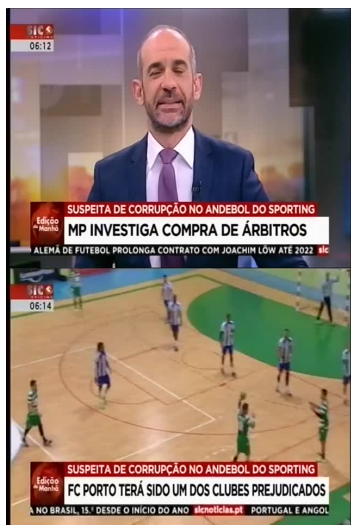 SIC
NOTÍCIAS
06:12
SUSPEITA DE CORRUPÇÃO NO ANDEBOL DO SPORTING
Edição
da Manhã
MP INVESTIGA COMPRA DE ÁRBITROS
ALEMÃ DE FUTEBOL PROLONGA CONTRATO COM JOACHIM LÖW ATÉ 2022 sic
SIC
06:14
SUSPEITA DE CORRUPÇÃO NO ANDEBOL DO SPORTING
Edição
da Manhã
FC PORTO TERÁ SIDO UM DOS CLUBES PREJUDICADOS
A NO BRASIL, 15.º DESDE O INÍCIO DO ANO sicnoticias.pt PORTUGAL E ANGOL